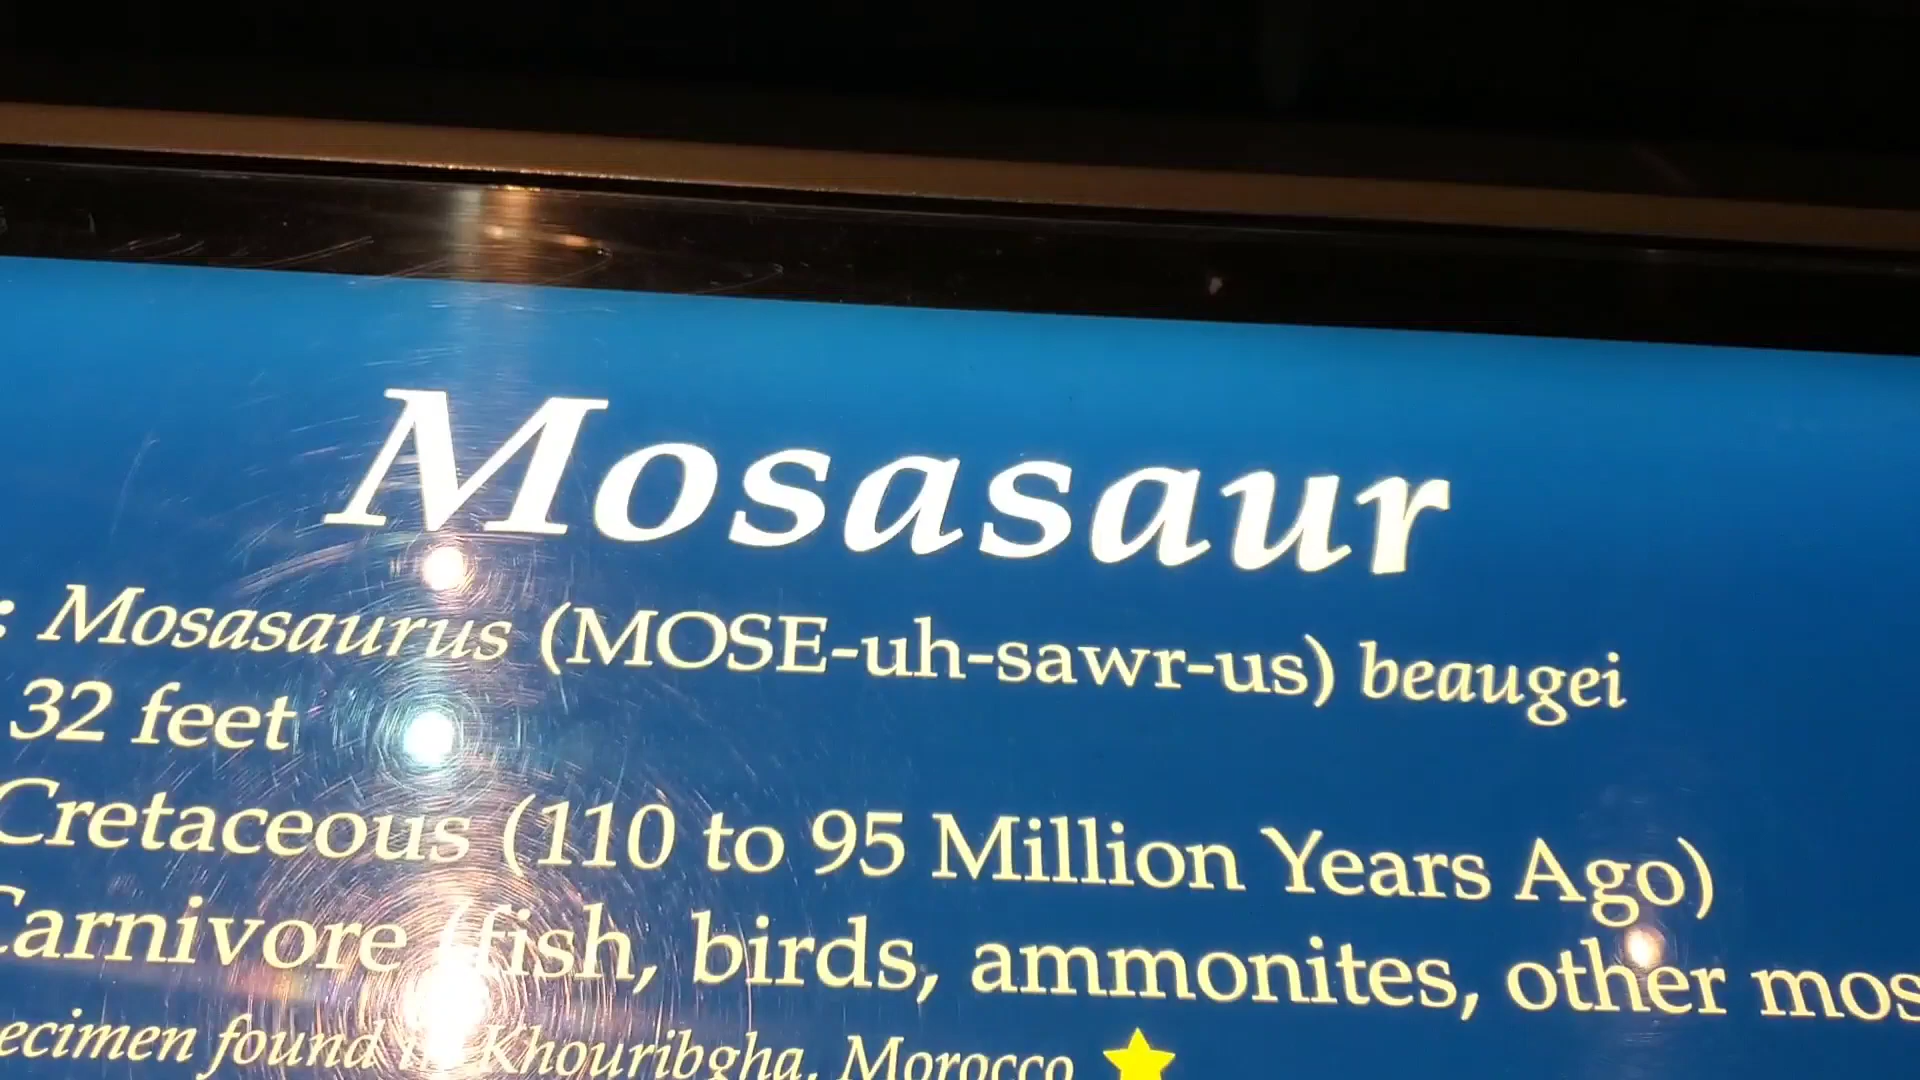 Mosasaur
: Mosasaurus (MOSE-uh-sawr-us) beaugei
32 feet
Cretaceous (110 to 95 Million Years Ago)
Carnivore (fish, birds, ammonites, other mos
ecimen found in Khouribgha, Morocco